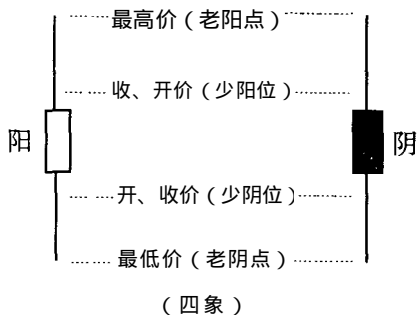 最高价(老阳点)
收、开价(少阳位)
阳
阴
开、收价(少阴位)
最低价(老阴点)
(四象)